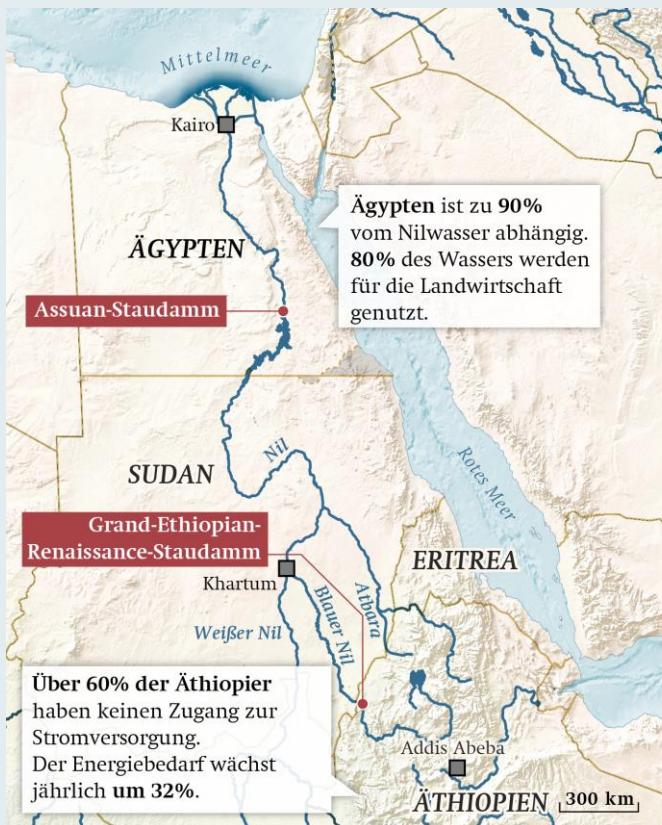 Mittelmeer
Kairo
Ägypten ist zu 90%
vom Nilwasser abhängig.
80% des Wassers werden
für die Landwirtschaft
genutzt.
ÄGYPTEN
Assuan-Staudamm
Nil
SUDAN
Rotes Meer
Grand-Ethiopian-
Renaissance-Staudamm
ERITREA
Khartum
Atbara
Blauer Nil
Weißer Nil
Über 60% der Äthiopier
haben keinen Zugang zur
Stromversorgung.
Der Energiebedarf wächst
jährlich um 32%.
Addis Abeba
ÄTHIOPIEN
300 km